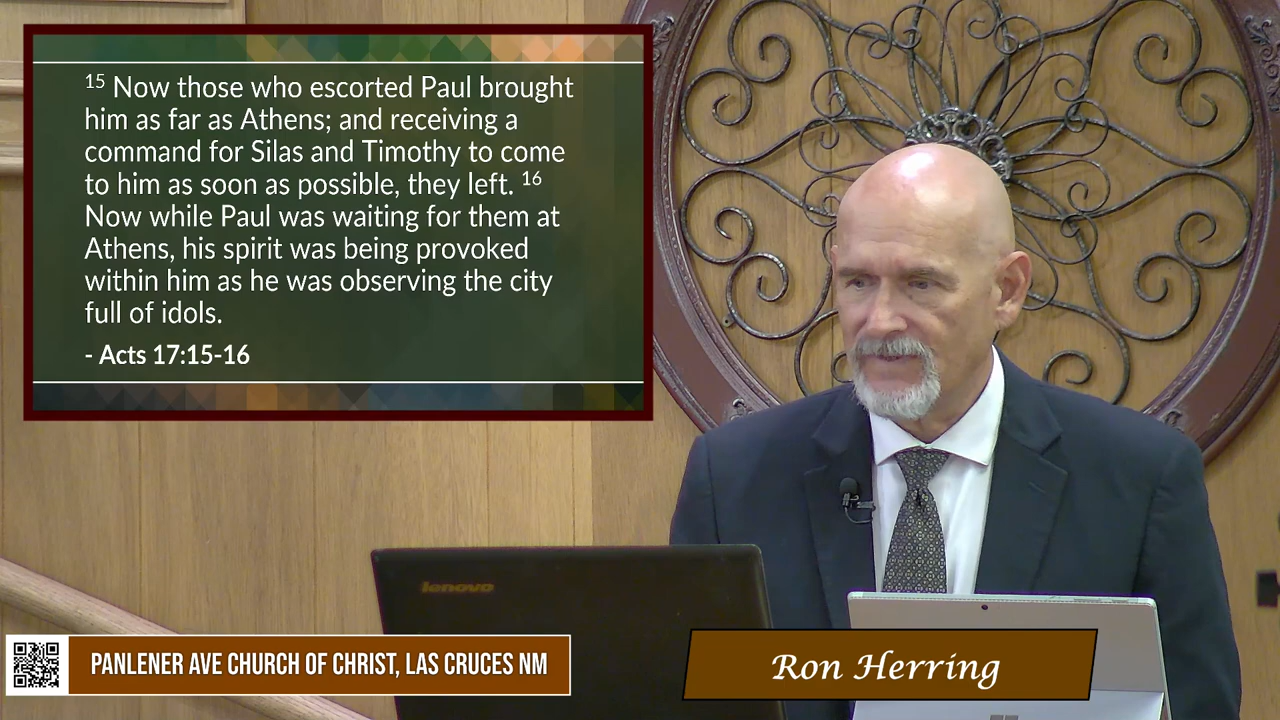 15 Now those who escorted Paul brought
him as far as Athens; and receiving a
command for Silas and Timothy to come
to him as soon as possible, they left. 16
Now while Paul was waiting for them at
Athens, his spirit was being provoked
within him as he was observing the city
full of idols.
- Acts 17:15-16
lenovo
PANLENER AVE CHURCH OF CHRIST, LAS CRUCES NM
Ron Herring